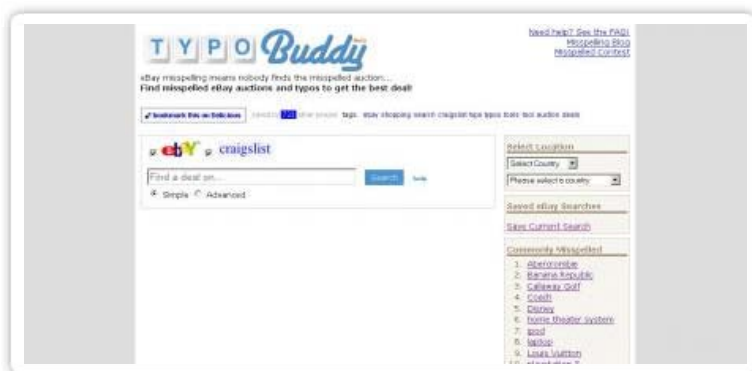 TYPO Buddy
Need help? See the FAQ!
Misspelling Blog
Misspelled Contest
eBay misspelling means nobody finds the misspelled auction...
Find misspelled eBay auctions and typos to get the best deal!
bookmark this on Delicious
tags: ebay shopping search craigslist typo typos tools tool auction deals
ebY craigslist
Find a deal on... Search
Simple Advanced
Select Location
Select Country
Please select a country
Saved eBay Searches
Save Current Search
Commonly Misspelled
1. Abercrombie
2. Banana Republic
3. Callaway Golf
4. Coach
5. Disney
6. home theater system
7. ipod
8. laptop
9. Louis Vuitton